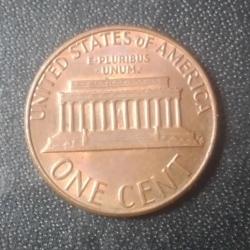 UNITED STATES OF AMERICA
E·PLURIBUS
UNUM
ONE CENT